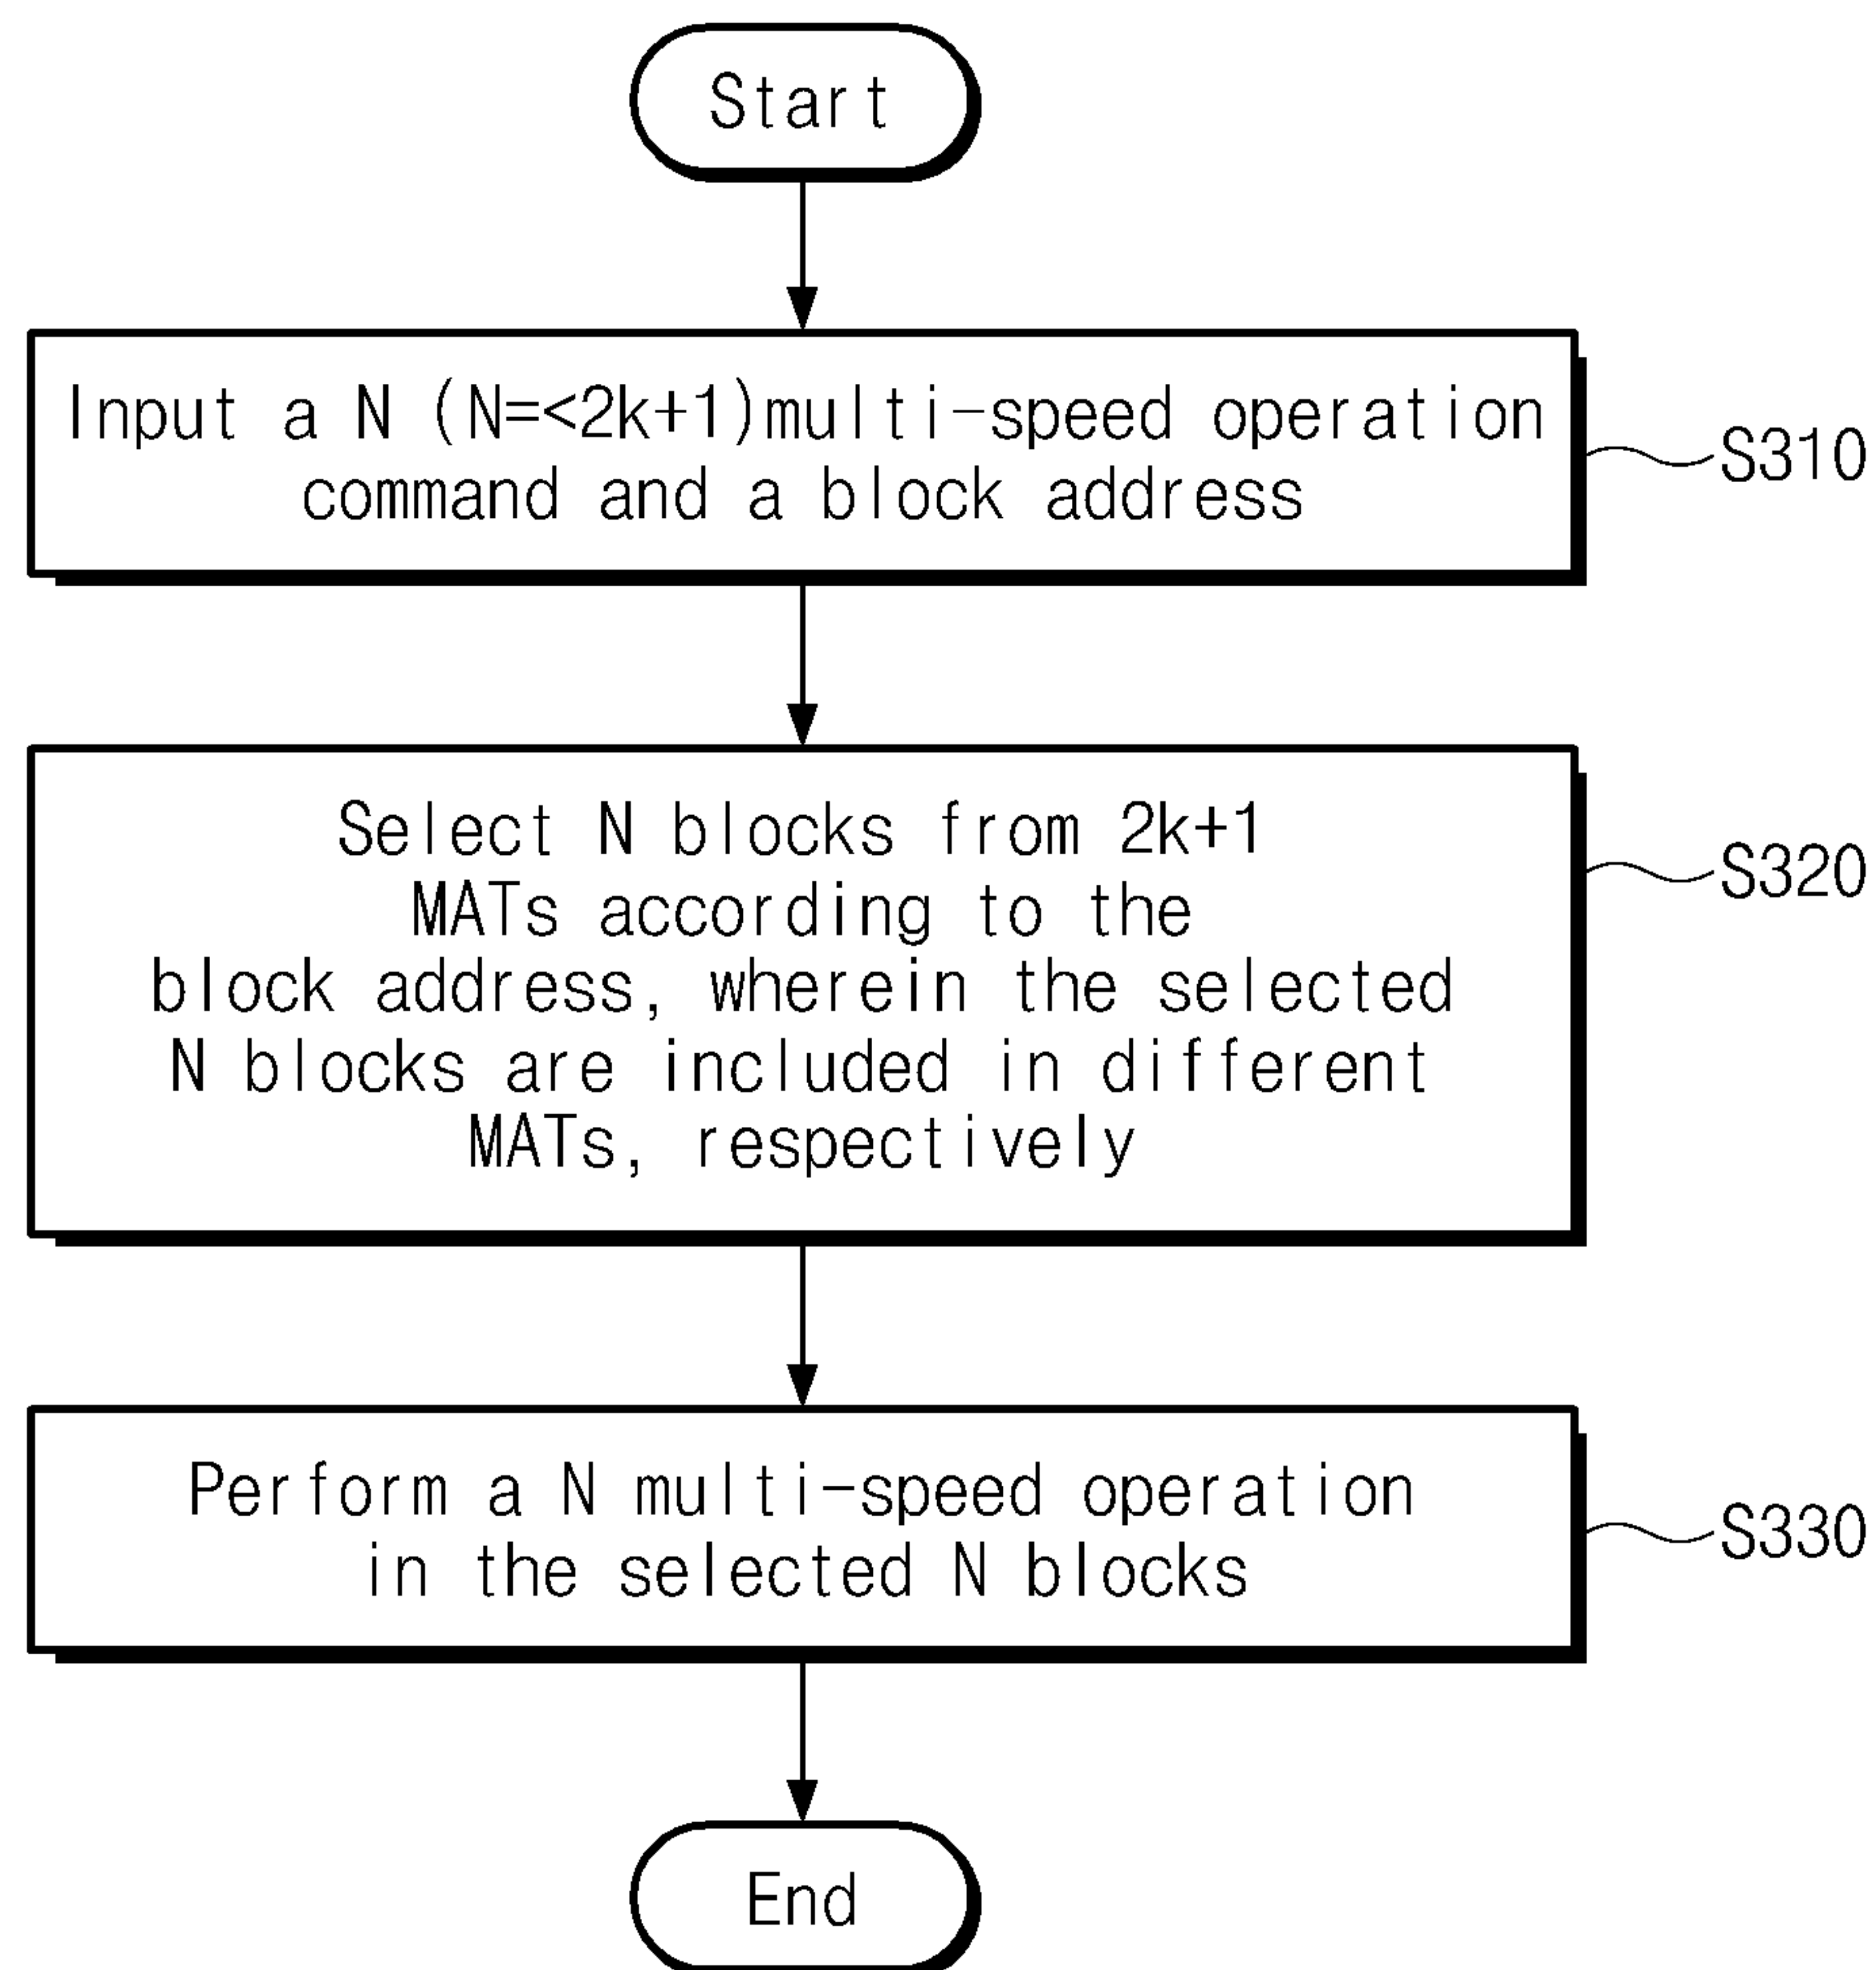 Start
Input a N (N=<2k+1)multi-speed operation
command and a block address
S310
Select N blocks from 2k+1
MATs according to the
block address, wherein the selected
N blocks are included in different
MATs, respectively
S320
Perform a N multi-speed operation
in the selected N blocks
S330
End